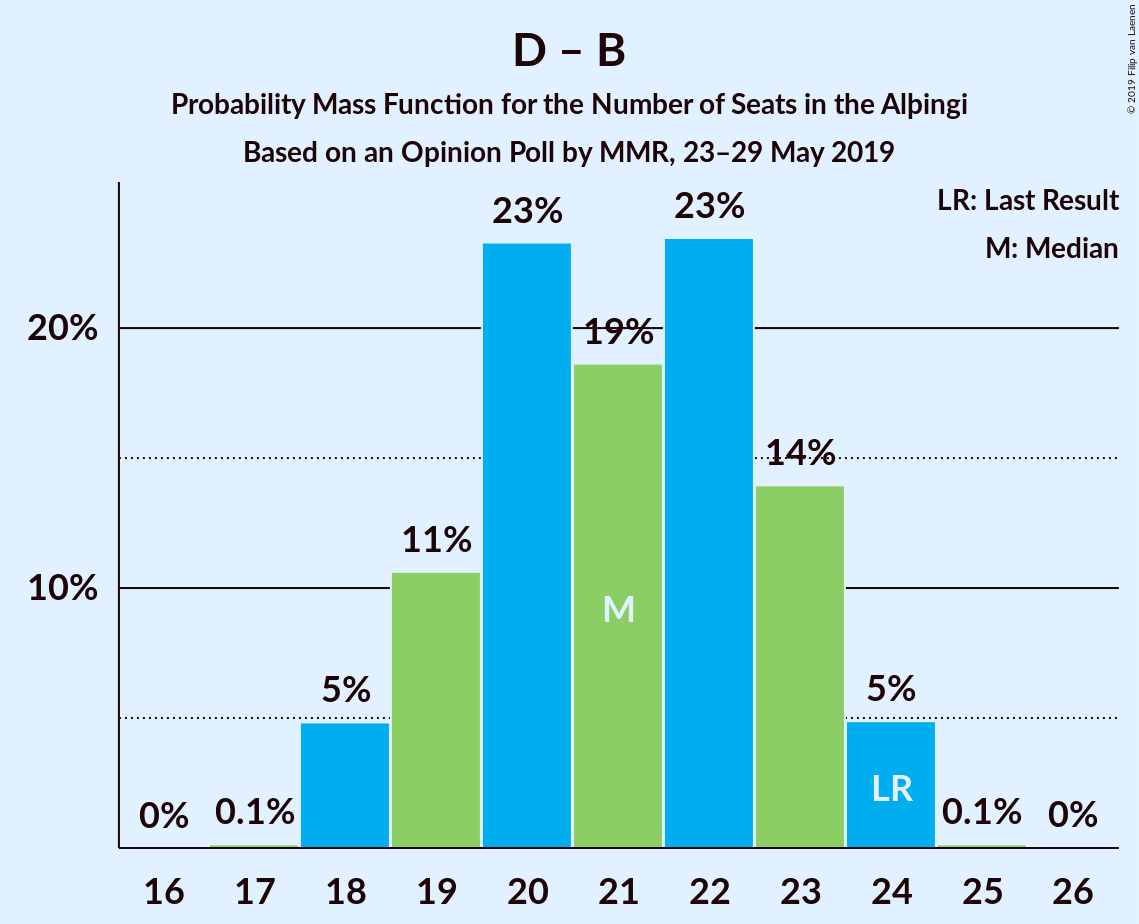 D – B
Probability Mass Function for the Number of Seats in the Alþingi
Based on an Opinion Poll by MMR, 23–29 May 2019
© 2019 Filip van Laenen
LR: Last Result
M: Median
20%
10%
0%
0.1%
5%
11%
23%
19%
23%
14%
5%
0.1%
0%
M
LR
16 17 18 19 20 21 22 23 24 25 26